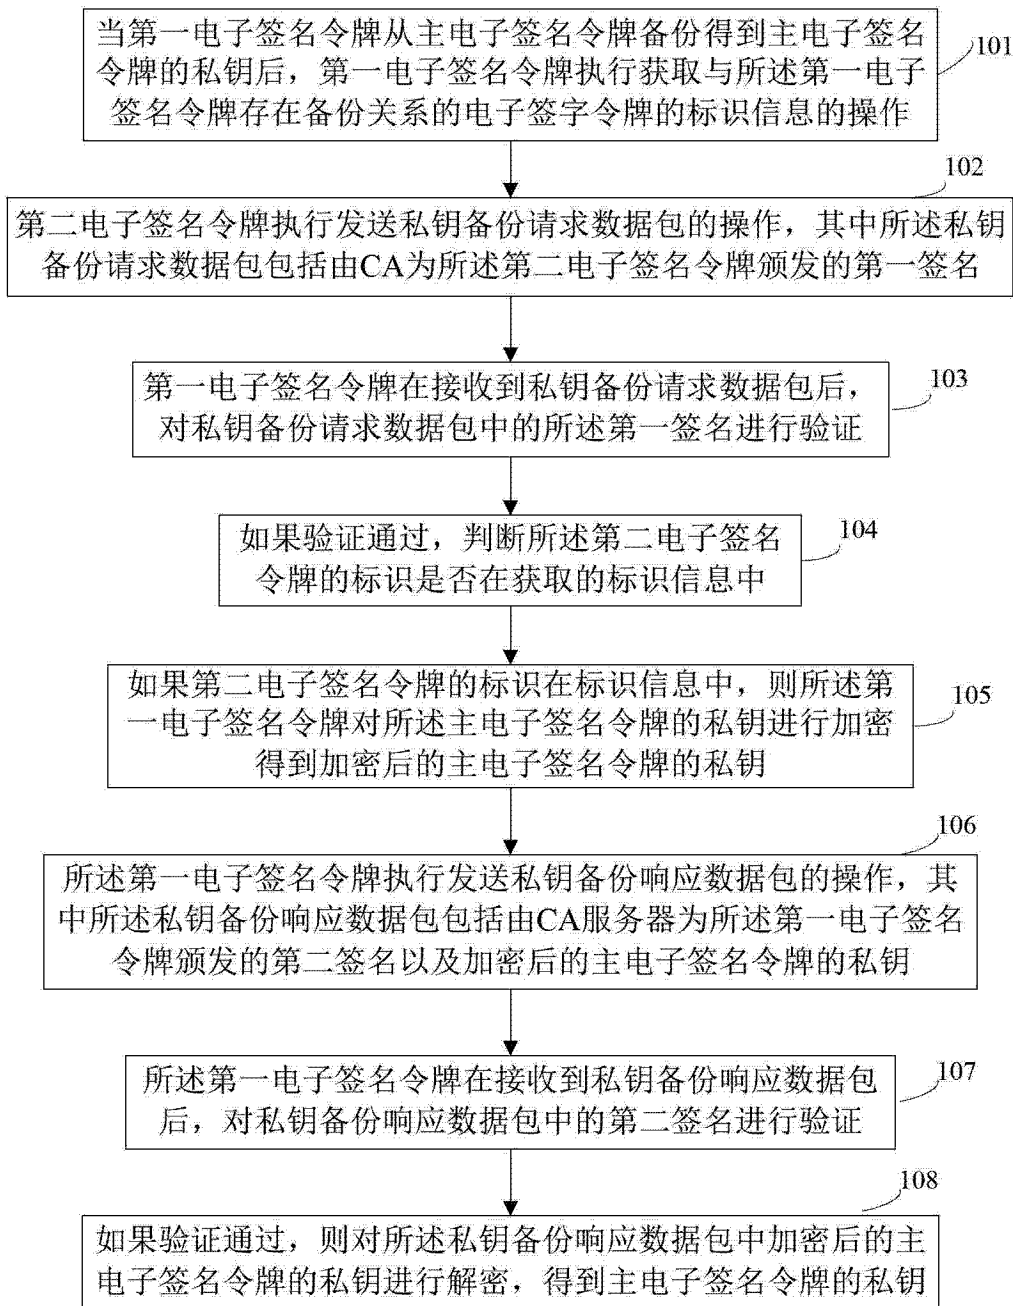 当第一电子签名令牌从主电子签名令牌备份得到主电子签名
令牌的私钥后，第一电子签名令牌执行获取与所述第一电子
签名令牌存在备份关系的电子签字令牌的标识信息的操作
101
102
第二电子签名令牌执行发送私钥备份请求数据包的操作，其中所述私钥
备份请求数据包包括由CA为所述第二电子签名令牌颁发的第一签名
第一电子签名令牌在接收到私钥备份请求数据包后，
对私钥备份请求数据包中的所述第一签名进行验证
103
如果验证通过，判断所述第二电子签名
令牌的标识是否在获取的标识信息中
104
如果第二电子签名令牌的标识在标识信息中，则所述第
一电子签名令牌对所述主电子签名令牌的私钥进行加密
得到加密后的主电子签名令牌的私钥
105
106
所述第一电子签名令牌执行发送私钥备份响应数据包的操作，其
中所述私钥备份响应数据包包括由CA服务器为所述第一电子签名
令牌颁发的第二签名以及加密后的主电子签名令牌的私钥
所述第一电子签名令牌在接收到私钥备份响应数据包
后，对私钥备份响应数据包中的第二签名进行验证
107
108
如果验证通过，则对所述私钥备份响应数据包中加密后的主
电子签名令牌的私钥进行解密，得到主电子签名令牌的私钥